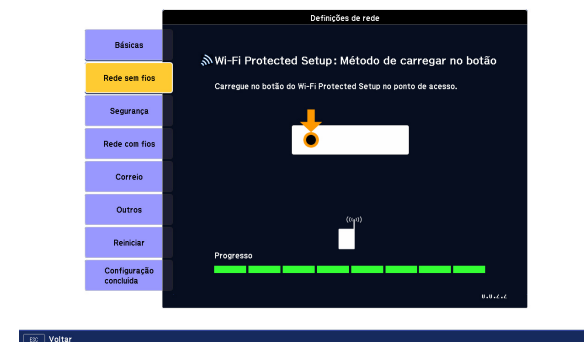 Definições de rede
Básicas
Rede sem fios
Segurança
Rede com fios
Correio
Outros
Reiniciar
Configuração
concluída
Wi-Fi Protected Setup: Método de carregar no botão
Carregue no botão do Wi-Fi Protected Setup no ponto de acesso.
Progresso
ESC Voltar